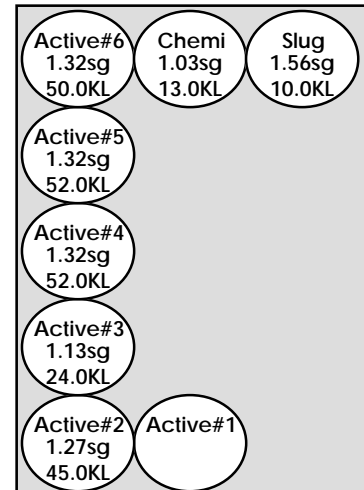 Active#6
1.32sg
50.0KL
Chemi
1.03sg
13.0KL
Slug
1.56sg
10.0KL
Active#5
1.32sg
52.0KL
Active#4
1.32sg
52.0KL
Active#3
1.13sg
24.0KL
Active#2
1.27sg
45.0KL
Active#1